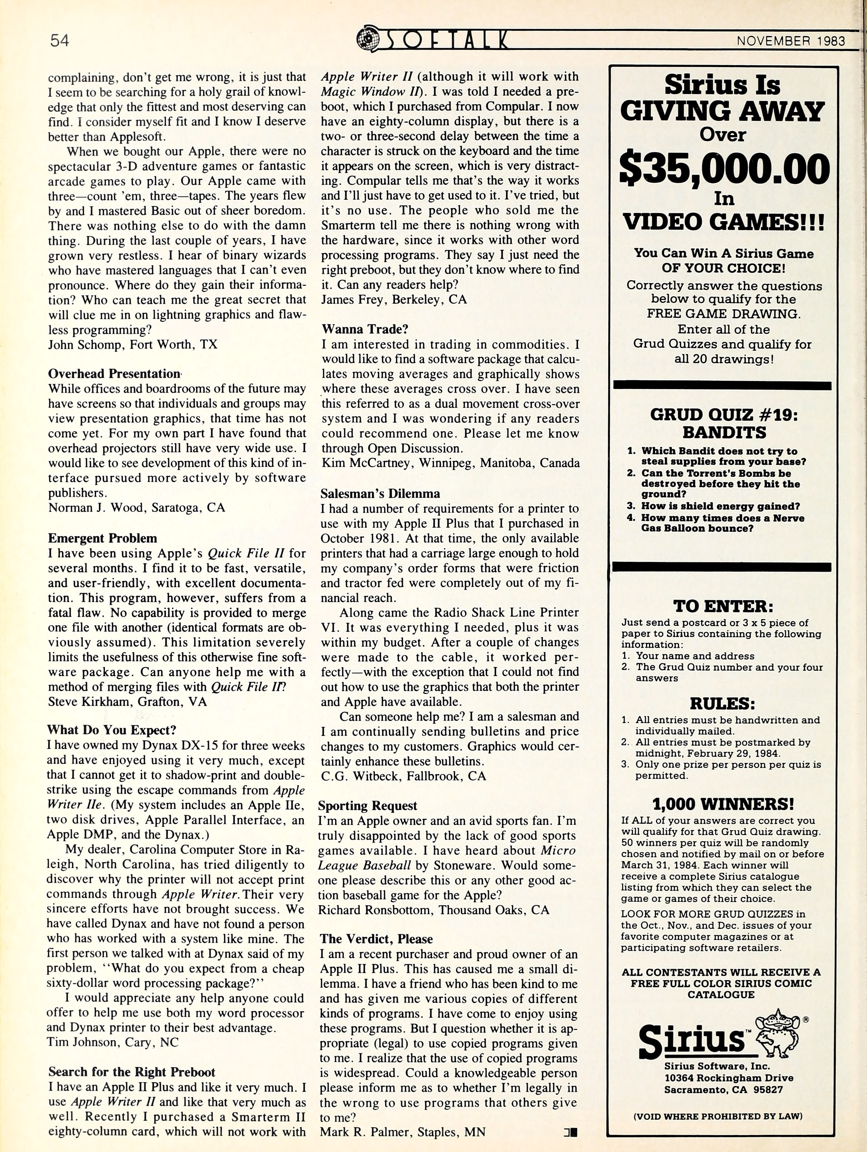 54
SOFTALK
NOVEMBER 1983
complaining, don't get me wrong, it is just that
I seem to be searching for a holy grail of knowl-
edge that only the fittest and most deserving can
find. I consider myself fit and I know I deserve
better than Applesoft.
When we bought our Apple, there were no
spectacular 3-D adventure games or fantastic
arcade games to play. Our Apple came with
three—count 'em, three—tapes. The years flew
by and I mastered Basic out of sheer boredom.
There was nothing else to do with the damn
thing. During the last couple of years, I have
grown very restless. I hear of binary wizards
who have mastered languages that I can't even
pronounce. Where do they gain their informa-
tion? Who can teach me the great secret that
will clue me in on lightning graphics and flaw-
less programming?
John Schomp, Fort Worth, TX
Overhead Presentation
While offices and boardrooms of the future may
have screens so that individuals and groups may
view presentation graphics, that time has not
come yet. For my own part I have found that
overhead projectors still have very wide use. I
would like to see development of this kind of in-
terface pursued more actively by software
publishers.
Norman J. Wood, Saratoga, CA
Emergent Problem
I have been using Apple's Quick File II for
several months. I find it to be fast, versatile,
and user-friendly, with excellent documenta-
tion. This program, however, suffers from a
fatal flaw. No capability is provided to merge
one file with another (identical formats are ob-
viously assumed). This limitation severely
limits the usefulness of this otherwise fine soft-
ware package. Can anyone help me with a
method of merging files with Quick File II?
Steve Kirkham, Grafton, VA
What Do You Expect?
I have owned my Dynax DX-15 for three weeks
and have enjoyed using it very much, except
that I cannot get it to shadow-print and double-
strike using the escape commands from Apple
Writer IIe. (My system includes an Apple IIe,
two disk drives, Apple Parallel Interface, an
Apple DMP, and the Dynax.)
My dealer, Carolina Computer Store in Ra-
leigh, North Carolina, has tried diligently to
discover why the printer will not accept print
commands through Apple Writer. Their very
sincere efforts have not brought success. We
have called Dynax and have not found a person
who has worked with a system like mine. The
first person we talked with at Dynax said of my
problem, "What do you expect from a cheap
sixty-dollar word processing package?"
I would appreciate any help anyone could
offer to help me use both my word processor
and Dynax printer to their best advantage.
Tim Johnson, Cary, NC
Search for the Right Preboot
I have an Apple II Plus and like it very much. I
use Apple Writer II and like that very much as
well. Recently I purchased a Smarterm II
eighty-column card, which will not work with
Apple Writer II (although it will work with
Magic Window II). I was told I needed a pre-
boot, which I purchased from Compular. I now
have an eighty-column display, but there is a
two- or three-second delay between the time a
character is struck on the keyboard and the time
it appears on the screen, which is very distract-
ing. Compular tells me that's the way it works
and I'll just have to get used to it. I've tried, but
it's no use. The people who sold me the
Smarterm tell me there is nothing wrong with
the hardware, since it works with other word
processing programs. They say I just need the
right preboot, but they don't know where to find
it. Can any readers help?
James Frey, Berkeley, CA
Wanna Trade?
I am interested in trading in commodities. I
would like to find a software package that calcu-
lates moving averages and graphically shows
where these averages cross over. I have seen
this referred to as a dual movement cross-over
system and I was wondering if any readers
could recommend one. Please let me know
through Open Discussion.
Kim McCartney, Winnipeg, Manitoba, Canada
Salesman's Dilemma
I had a number of requirements for a printer to
use with my Apple II Plus that I purchased in
October 1981. At that time, the only available
printers that had a carriage large enough to hold
my company's order forms that were friction
and tractor fed were completely out of my fi-
nancial reach.
Along came the Radio Shack Line Printer
VI. It was everything I needed, plus it was
within my budget. After a couple of changes
were made to the cable, it worked per-
fectly—with the exception that I could not find
out how to use the graphics that both the printer
and Apple have available.
Can someone help me? I am a salesman and
I am continually sending bulletins and price
changes to my customers. Graphics would cer-
tainly enhance these bulletins.
C.G. Witbeck, Fallbrook, CA
Sporting Request
I'm an Apple owner and an avid sports fan. I'm
truly disappointed by the lack of good sports
games available. I have heard about Micro
League Baseball by Stoneware. Would some-
one please describe this or any other good ac-
tion baseball game for the Apple?
Richard Ronsbottom, Thousand Oaks, CA
The Verdict, Please
I am a recent purchaser and proud owner of an
Apple II Plus. This has caused me a small di-
lemma. I have a friend who has been kind to me
and has given me various copies of different
kinds of programs. I have come to enjoy using
these programs. But I question whether it is ap-
propriate (legal) to use copied programs given
to me. I realize that the use of copied programs
is widespread. Could a knowledgeable person
please inform me as to whether I'm legally in
the wrong to use programs that others give
to me?
Mark R. Palmer, Staples, MN
Sirius Is
GIVING AWAY
Over
$35,000.00
In
VIDEO GAMES!!!
You Can Win A Sirius Game
OF YOUR CHOICE!
Correctly answer the questions
below to qualify for the
FREE GAME DRAWING.
Enter all of the
Grud Quizzes and qualify for
all 20 drawings!
GRUD QUIZ #19:
BANDITS
1. Which Bandit does not try to
steal supplies from your base?
2. Can the Torrent's Bombs be
destroyed before they hit the
ground?
3. How is shield energy gained?
4. How many times does a Nerve
Gas Balloon bounce?
TO ENTER:
Just send a postcard or 3 x 5 piece of
paper to Sirius containing the following
information:
1. Your name and address
2. The Grud Quiz number and your four
answers
RULES:
1. All entries must be handwritten and
individually mailed.
2. All entries must be postmarked by
midnight, February 29, 1984.
3. Only one prize per person per quiz is
permitted.
1,000 WINNERS!
If ALL of your answers are correct you
will qualify for that Grud Quiz drawing.
50 winners per quiz will be randomly
chosen and notified by mail on or before
March 31, 1984. Each winner will
receive a complete Sirius catalogue
listing from which they can select the
game or games of their choice.
LOOK FOR MORE GRUD QUIZZES in
the Oct., Nov., and Dec. issues of your
favorite computer magazines or at
participating software retailers.
ALL CONTESTANTS WILL RECEIVE A
FREE FULL COLOR SIRIUS COMIC
CATALOGUE
Sirius™ ®
Sirius Software, Inc.
10364 Rockingham Drive
Sacramento, CA 95827
(VOID WHERE PROHIBITED BY LAW)